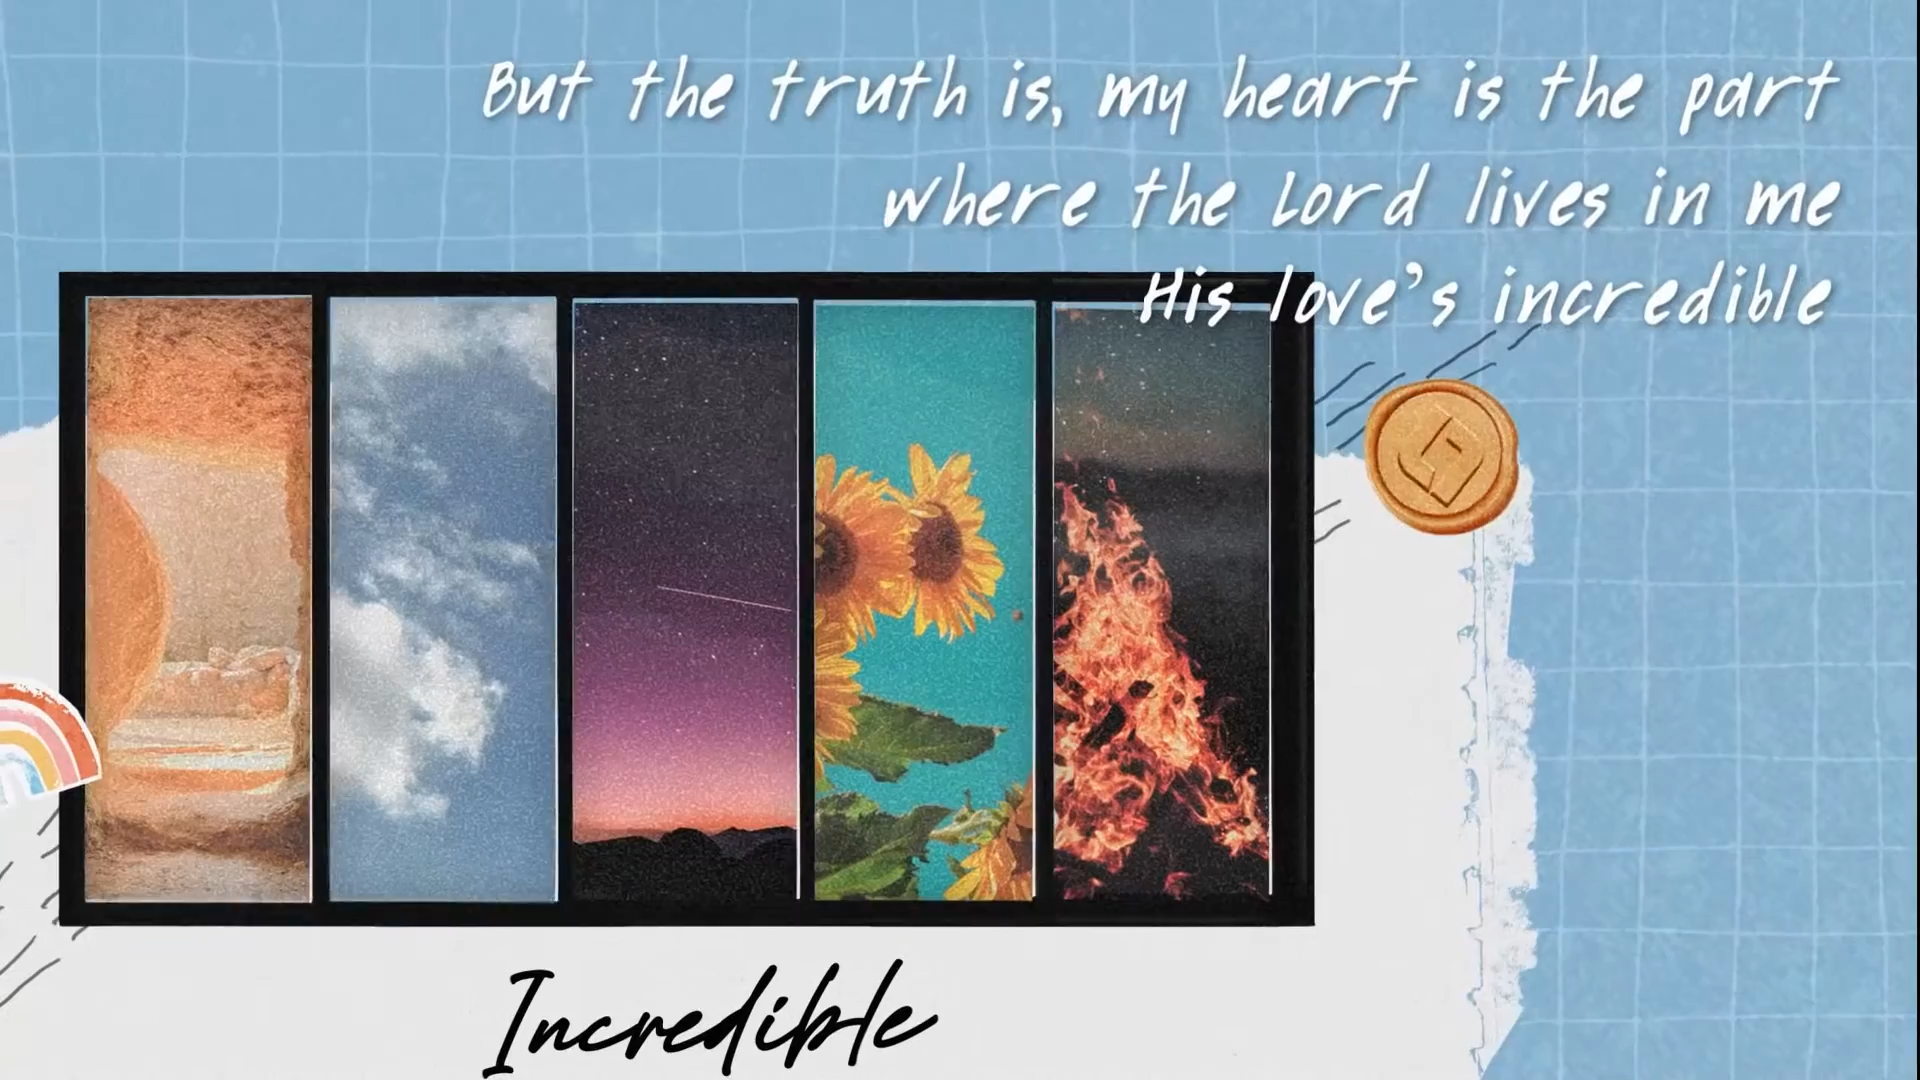 But the truth is, my heart is the part
where the Lord lives in me
His love’s incredible
Incredible